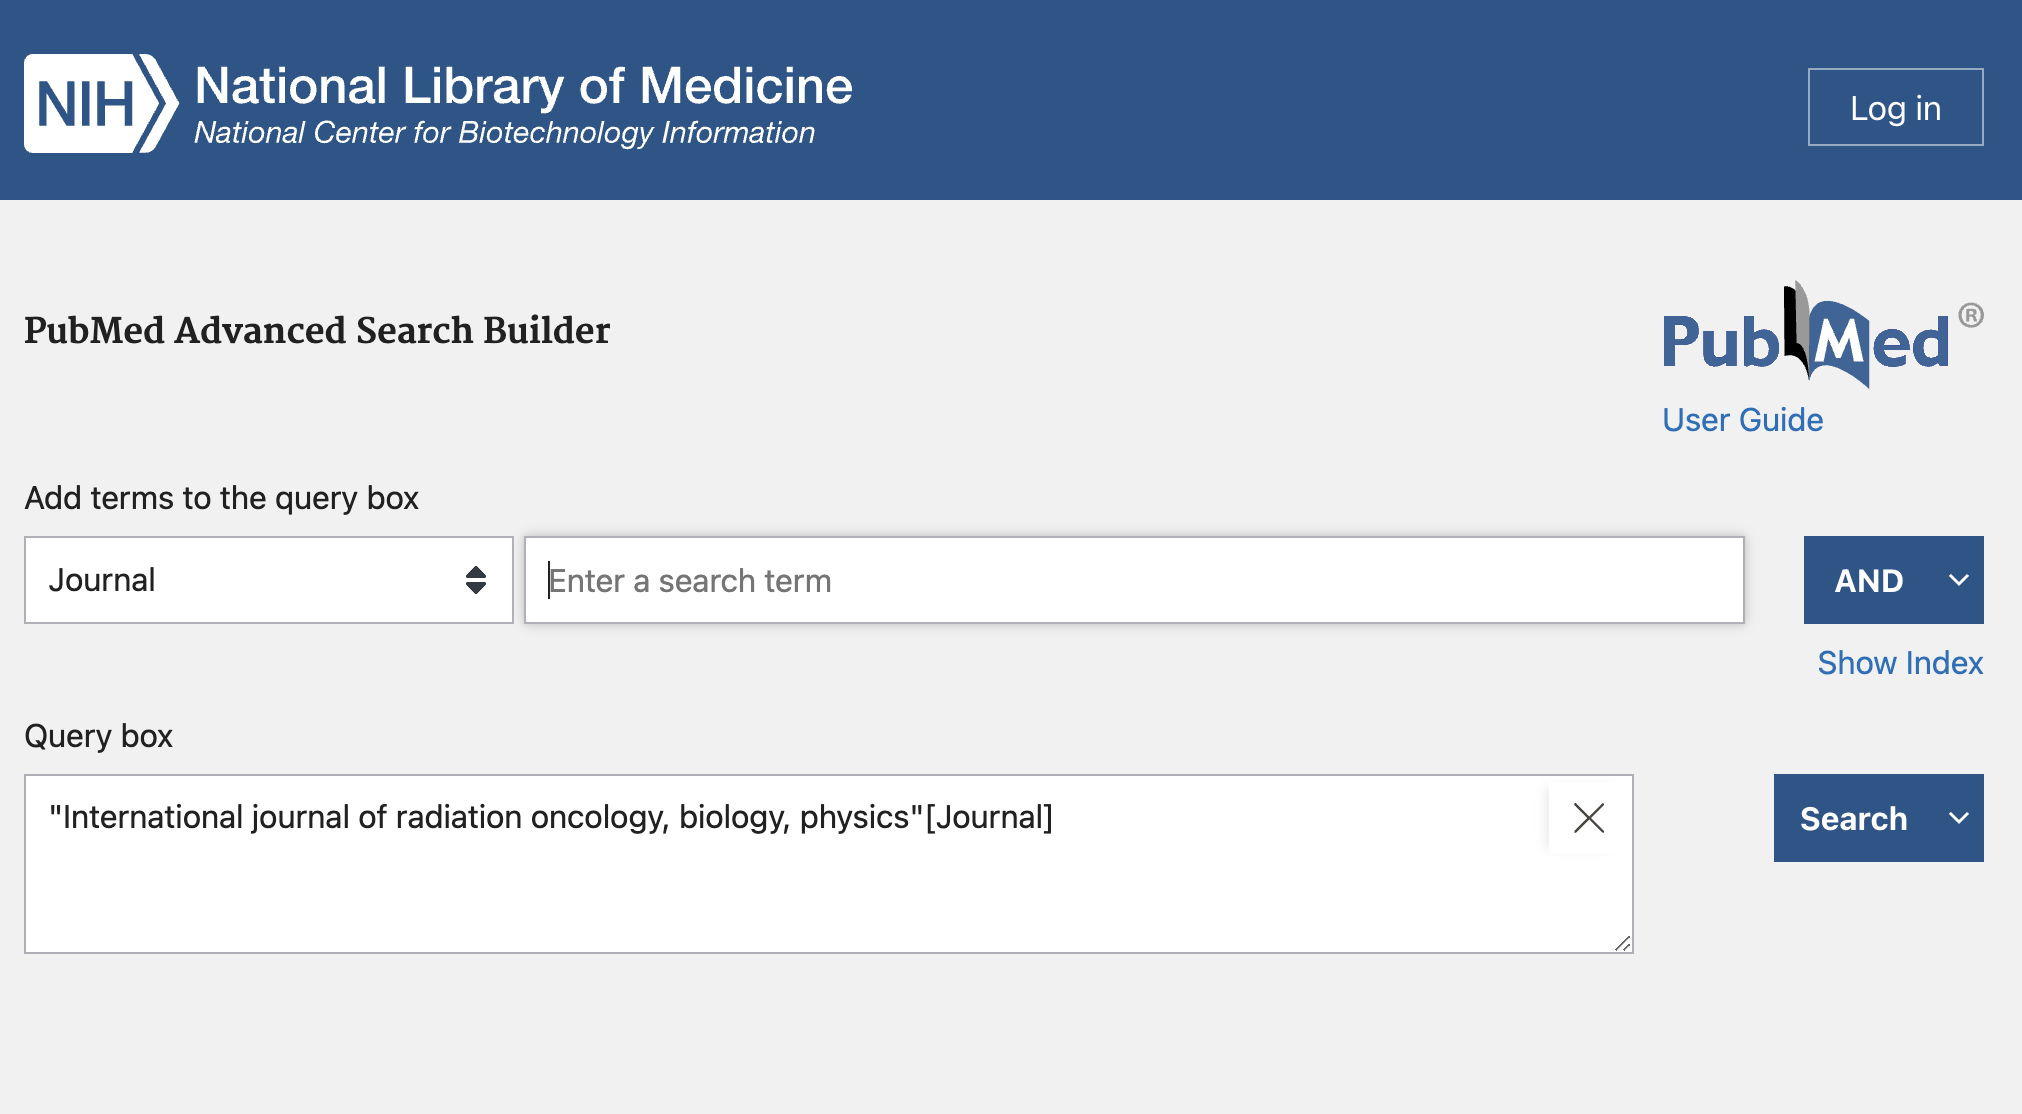 NIH
National Library of Medicine
National Center for Biotechnology Information
Log in
PubMed Advanced Search Builder
PubMed®
User Guide
Add terms to the query box
Journal
Enter a search term
AND
Show Index
Query box
"International journal of radiation oncology, biology, physics"[Journal]
Search